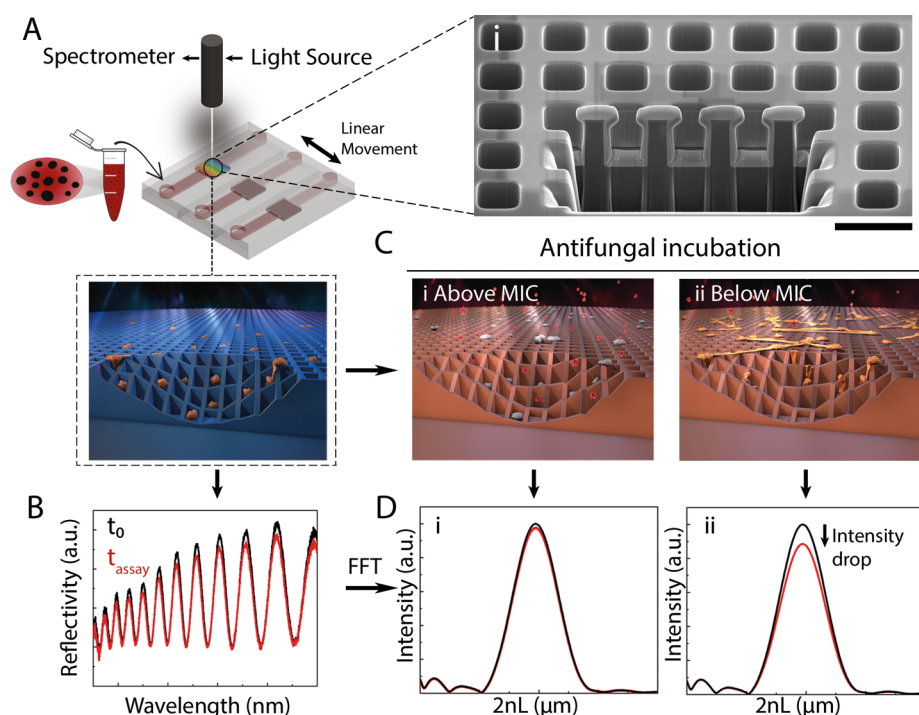 A
Spectrometer
Light Source
Linear
Movement
i
C
Antifungal incubation
i Above MIC
ii Below MIC
B
t0
tassay
Reflectivity (a.u.)
Wavelength (nm)
FFT
D
i
Intensity (a.u.)
2nL (μm)
ii
Intensity
drop
Intensity (a.u.)
2nL (μm)